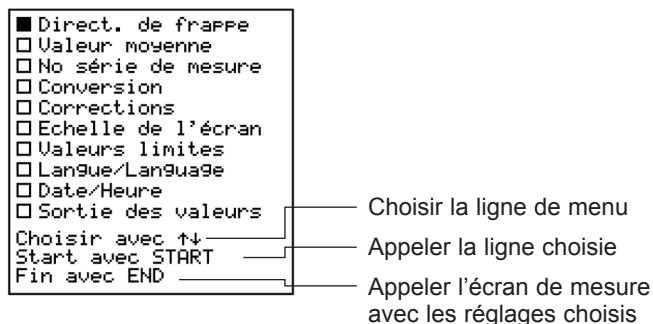 ■ Direct. de frappe
□ Valeur moyenne
□ No série de mesure
□ Conversion
□ Corrections
□ Echelle de l'écran
□ Valeurs limites
□ Langue/Language
□ Date/Heure
□ Sortie des valeurs
Choisir avec ↑↓
Start avec START
Fin avec END
Choisir la ligne de menu
Appeler la ligne choisie
Appeler l'écran de mesure
avec les réglages choisis